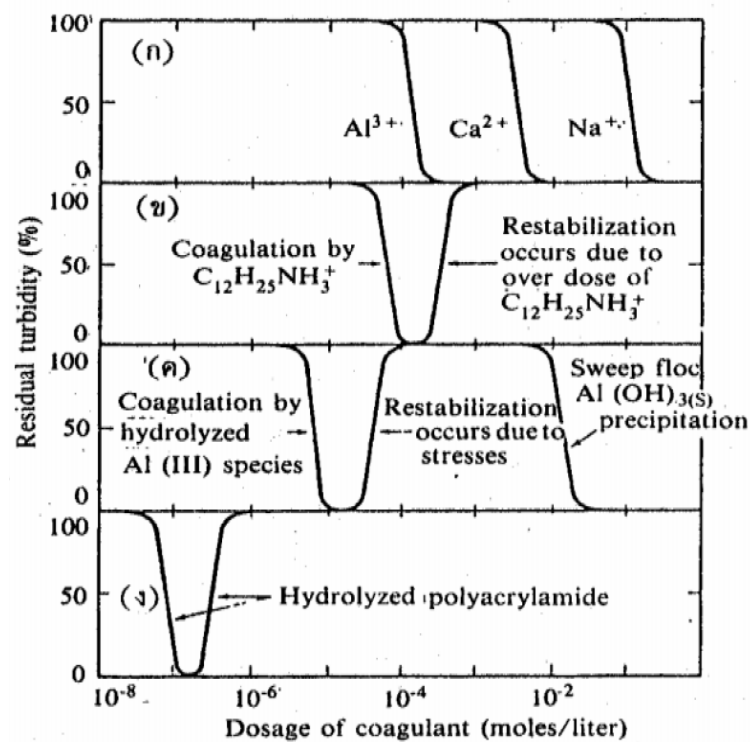 Residual turbidity (%)
100
(ก)
50
Al³⁺
Ca²⁺
Na⁺
0
100
(ข)
Coagulation by
C₁₂H₂₅NH₃⁺
50
Restabilization
occurs due to
over dose of
C₁₂H₂₅NH₃⁺
0
100
(ค)
Coagulation by
hydrolyzed
Al (III) species
50
Restabilization
occurs due to
stresses
Sweep floc
Al (OH)₃(S)
precipitation
0
100
50
(ง)
Hydrolyzed polyacrylamide
0
10⁻⁸ 10⁻⁶ 10⁻⁴ 10⁻²
Dosage of coagulant (moles/liter)